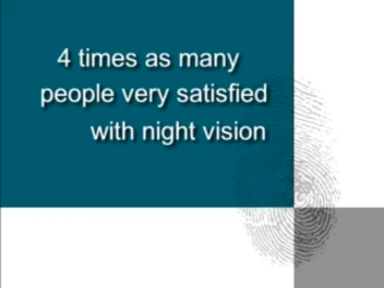 4 times as many
people very satisfied
with night vision